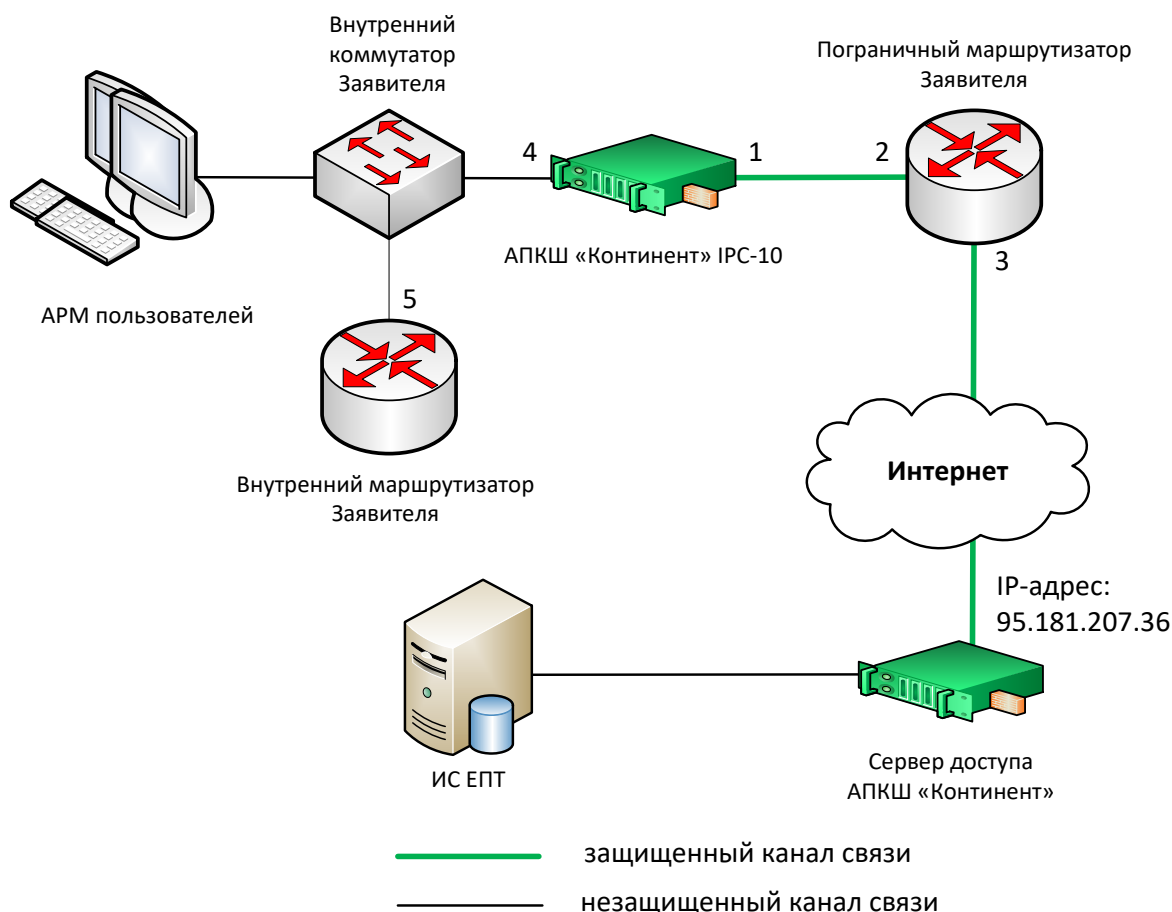 Внутренний
коммутатор
Заявителя
Пограничный маршрутизатор
Заявителя
4
1
2
АПКШ «Континент» IPC-10
3
АРМ пользователей
5
Внутренний маршрутизатор
Заявителя
Интернет
IP-адрес:
95.181.207.36
ИС ЕПТ
Сервер доступа
АПКШ «Континент»
защищенный канал связи
незащищенный канал связи